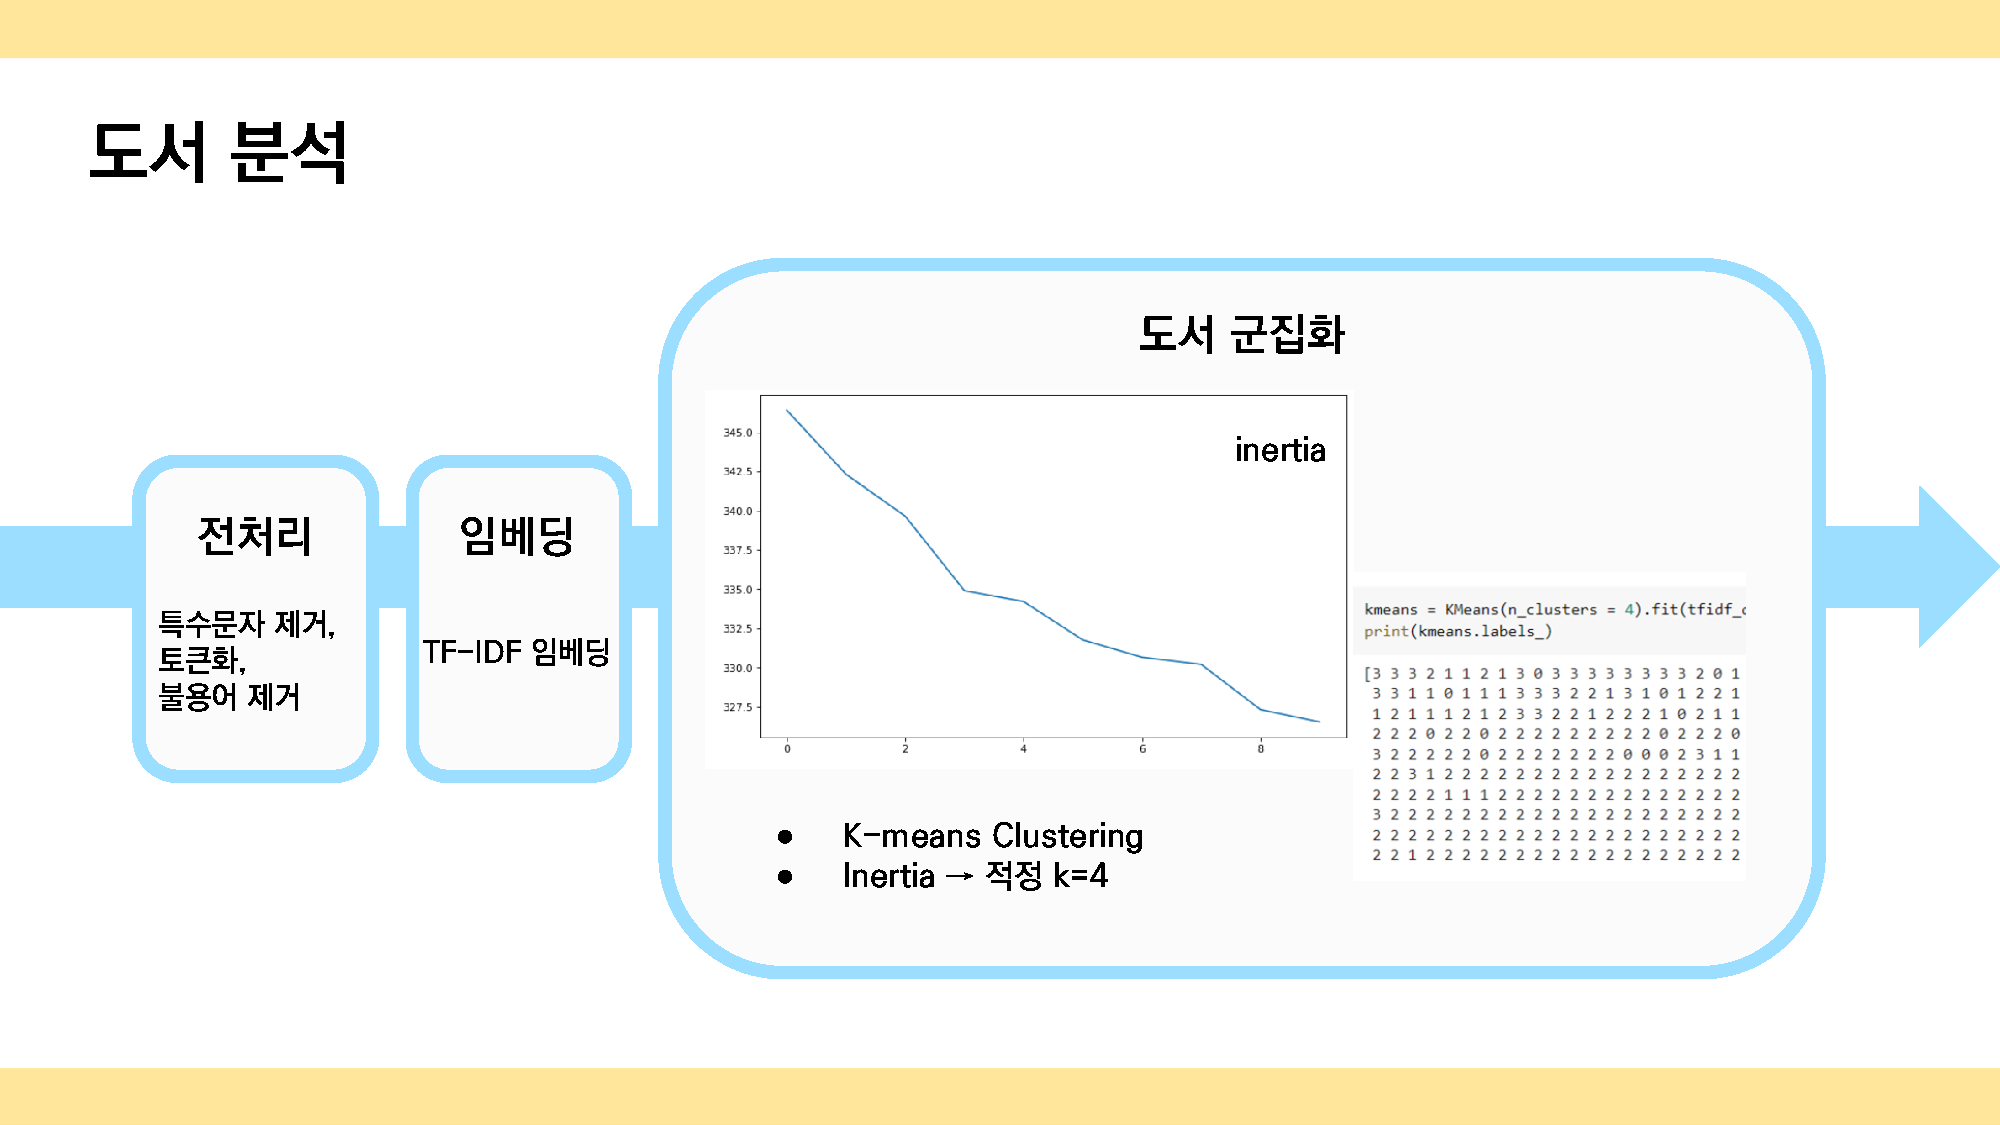 도서 분석
전처리
특수문자 제거,
토큰화,
불용어 제거
임베딩
TF-IDF 임베딩
도서 군집화
inertia
345.0
342.5
340.0
337.5
335.0
332.5
330.0
327.5
0 2 4 6 8
● K-means Clustering
● Inertia → 적정 k=4
kmeans = KMeans(n_clusters = 4).fit(tfidf_
print(kmeans.labels_)
[3 3 3 2 1 1 2 1 3 0 3 3 3 3 3 3 3 3 2 0 1
3 3 1 1 0 1 1 1 3 3 3 2 2 1 3 1 0 1 2 2 1
1 2 1 1 1 2 1 2 3 3 2 2 1 2 2 2 1 0 2 1 1
2 2 2 0 2 2 0 2 2 2 2 2 2 2 2 2 0 2 2 2 0
3 2 2 2 2 2 0 2 2 2 2 2 2 2 0 0 0 2 3 1 1
2 2 3 1 2 2 2 2 2 2 2 2 2 2 2 2 2 2 2 2 2
2 2 2 2 1 1 1 2 2 2 2 2 2 2 2 2 2 2 2 2 2
3 2 2 2 2 2 2 2 2 2 2 2 2 2 2 2 2 2 2 2 2
2 2 2 2 2 2 2 2 2 2 2 2 2 2 2 2 2 2 2 2 2
2 2 1 2 2 2 2 2 2 2 2 2 2 2 2 2 2 2 2 2 2